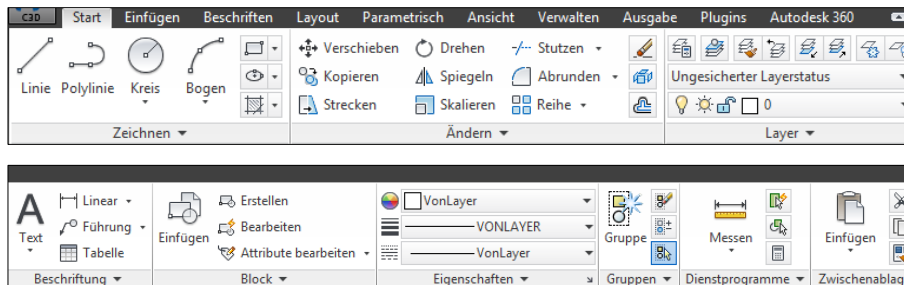 C3D Start Einfügen Beschriften Layout Parametrisch Ansicht Verwalten Ausgabe Plugins Autodesk 360
Verschieben Drehen Stutzen
Ungesicherter Layerstatus
Linie Polylinie Kreis Bogen Kopieren Spiegeln Abrunden
Strecken Skalieren Reihe 0
Zeichnen Ändern Layer
A Linear Erstellen VonLayer
Führung Bearbeiten VONLAYER
Text Einfügen Gruppe Messen Einfügen
Tabelle Attribute bearbeiten VonLayer
Beschriftung Block Eigenschaften Gruppen Dienstprogramme Zwischenablag